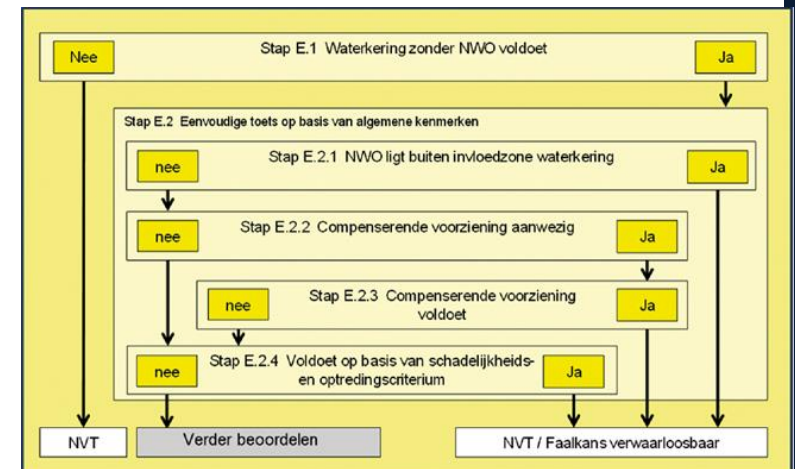 Nee
Stap E.1 Waterkering zonder NWO voldoet
Ja
Stap E.2 Eenvoudige toets op basis van algemene kenmerken
nee
Stap E.2.1 NWO ligt buiten invloedzone waterkering
Ja
nee
Stap E.2.2 Compenserende voorziening aanwezig
Ja
nee
Stap E.2.3 Compenserende voorziening
voldoet
Ja
nee
Stap E.2.4 Voldoet op basis van schadelijkheids-
en optredingscriterium
Ja
NVT
Verder beoordelen
NVT / Faalkans verwaarloosbaar